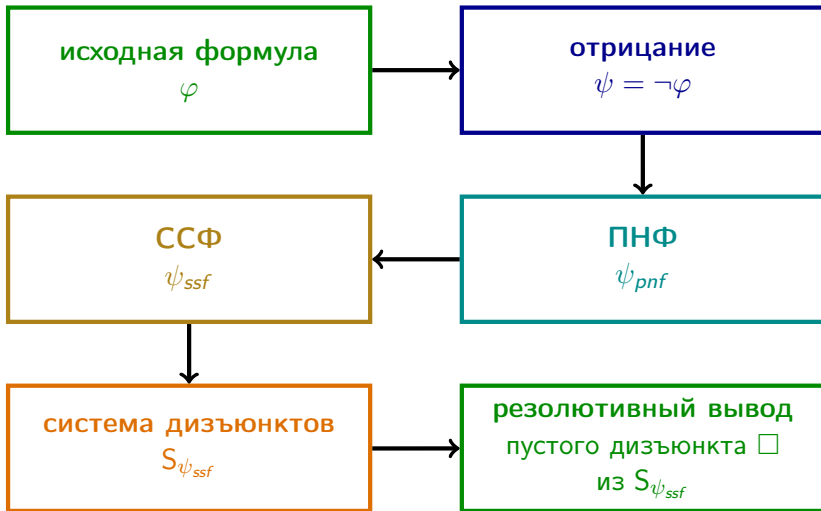 исходная формула
φ
отрицание
ψ = ¬φ
ССФ
ψ_ssf
ПНФ
ψ_pnf
система дизъюнктов
S_ψ_ssf
резолютивный вывод
пустого дизъюнкта □
из S_ψ_ssf